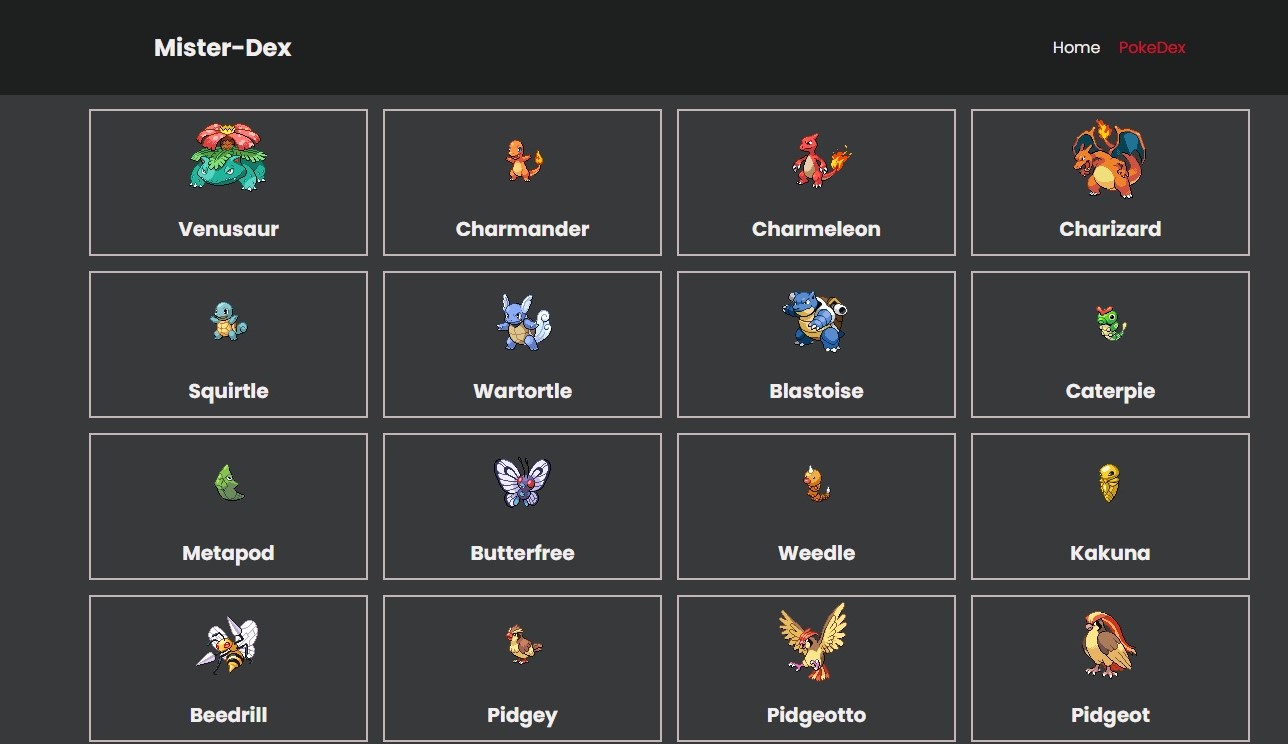 Mister-Dex
Home PokeDex
Venusaur Charmander Charmeleon Charizard
Squirtle Wartortle Blastoise Caterpie
Metapod Butterfree Weedle Kakuna
Beedrill Pidgey Pidgeotto Pidgeot